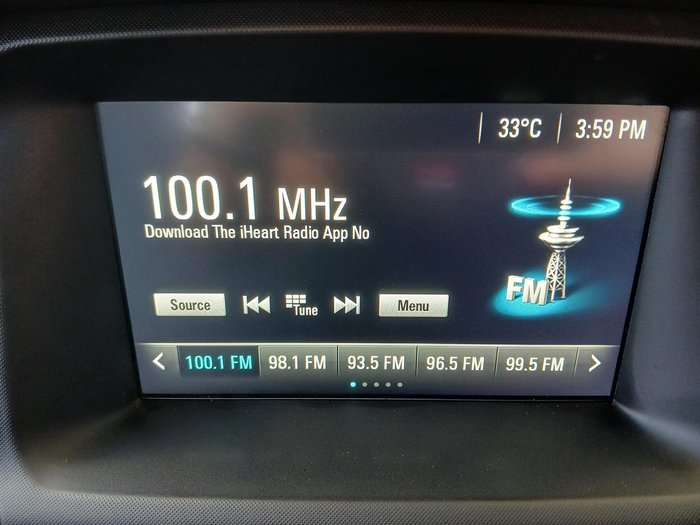 33°C 3:59 PM
100.1 MHz
Download The iHeart Radio App No
FM
Source Tune Menu
100.1 FM 98.1 FM 93.5 FM 96.5 FM 99.5 FM